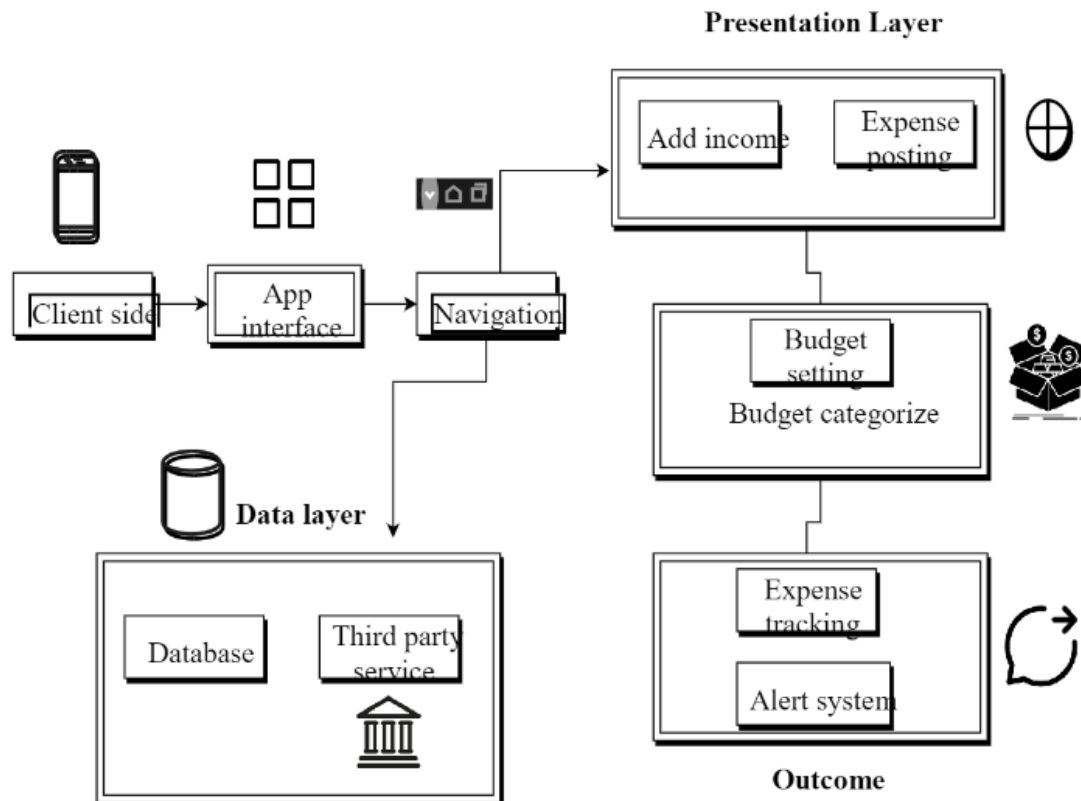 Presentation Layer
Add income
Expense
posting
Client side
App
interface
Navigation
Budget
setting
Budget categorize
Data layer
Database
Third party
service
Expense
tracking
Alert system
Outcome
$
$